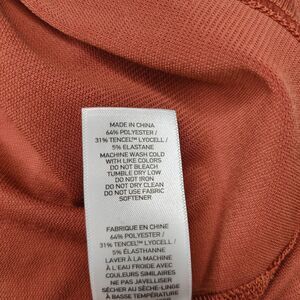 MADE IN CHINA
64% POLYESTER /
31% TENCEL™ LYOCELL /
5% ELASTANE
MACHINE WASH COLD
WITH LIKE COLORS
DO NOT BLEACH
TUMBLE DRY LOW
DO NOT IRON
DO NOT DRY CLEAN
DO NOT USE FABRIC
SOFTENER
FABRIQUE EN CHINE
64% POLYESTER /
31% TENCEL™ LYOCELL /
5% ÉLASTHANNE
LAVER À LA MACHINE
À L'EAU FROIDE AVEC
COULEURS SIMILAIRES
NE PAS JAVELLISER
SÉCHER AU SÈCHE-LINGE
À BASSE TEMPÉRATURE